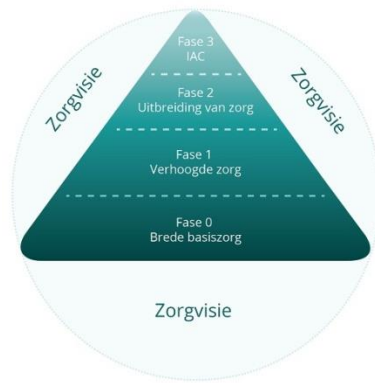 Fase 3
IAC
Zorgvisie
Zorgvisie
Fase 2
Uitbreiding van zorg
Fase 1
Verhoogde zorg
Fase 0
Brede basiszorg
Zorgvisie